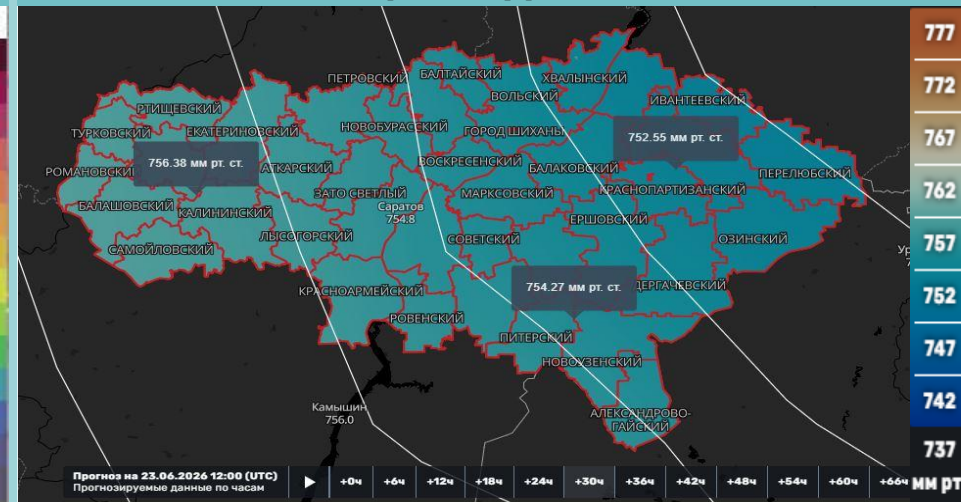 ПЕТРОВСКИЙ
БАЛТАЙСКИЙ
ХВАЛЫНСКИЙ
ВОЛЬСКИЙ
ИВАНТЕЕВСКИЙ
РТИЩЕВСКИЙ
ТУРКОВСКИЙ
ЕКАТЕРИНОВСКИЙ
НОВОБУРАССКИЙ
ГОРОД ШИХАНЫ
752.55 мм рт. ст.
756.38 мм рт. ст.
РОМАНОВСКИ
АТКАРСКИЙ
ВОСКРЕСЕНСКИЙ
БАЛАКОВСКИЙ
ПЕРЕЛЮБСКИЙ
ЗАТО СВЕТЛЫЙ
МАРКСОВСКИЙ
КРАСНОПАРТИЗАНСКИЙ
БАЛАШОВСКИЙ
КАЛИНИНСКИЙ
Саратов
754.8
ЕРШОВСКИЙ
ЛЫСОГОРСКИЙ
СОВЕТСКИЙ
ОЗИНСКИЙ
САМОЙЛОВСКИЙ
Ур
КРАСНОАРМЕЙСКИЙ
754.27 мм рт. ст.
ДЕРГАЧЕВСКИЙ
РОВЕНСКИЙ
ПИТЕРСКИЙ
НОВОУЗЕНСКИЙ
Камышин
756.0
АЛЕКСАНДРОВО-
ГАЙСКИЙ
777
772
767
762
757
752
747
742
737
мм рт
Прогноз на 23.06.2026 12:00 (UTC)
Прогнозируемые данные по часам
+0ч +6ч +12ч +18ч +24ч +30ч +36ч +42ч +48ч +54ч +60ч +66ч